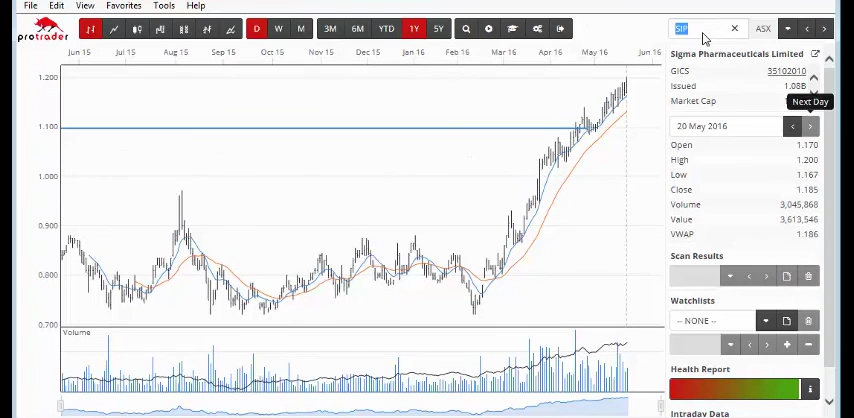 File Edit View Favorites Tools Help
protrader
D W M 3M 6M YTD 1Y 5Y
SIP ASX
Jun 15 Jul 15 Aug 15 Sep 15 Oct 15 Nov 15 Dec 15 Jan 16 Feb 16 Mar 16 Apr 16 May 16 Jun 16
Sigma Pharmaceuticals Limited
GICS 35102010
Issued 1.08B
Market Cap
Next Day
20 May 2016
Open 1.170
High 1.200
Low 1.167
Close 1.185
Volume 3,045,868
Value 3,613,546
VWAP 1.186
Scan Results
Watchlists
-- NONE --
Health Report
Intraday Data
1.200
1.100
1.000
0.900
0.800
0.700
Volume